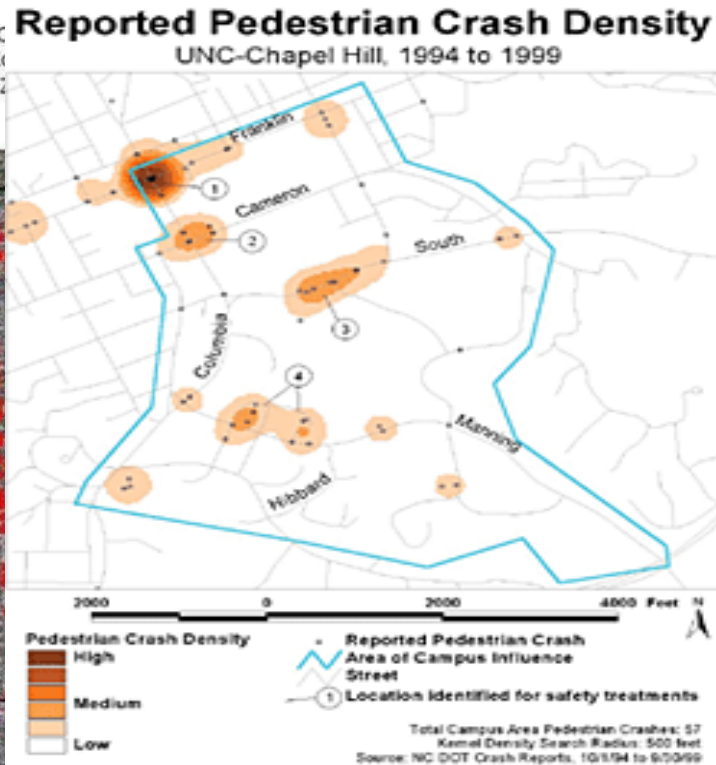 Reported Pedestrian Crash Density
UNC-Chapel Hill, 1994 to 1999
Franklin
1
Cameron
2
South
3
Columbia
4
Manning
Hibbard
2000 0 2000 4000 Feet N
Pedestrian Crash Density
High
Medium
Low
Reported Pedestrian Crash
Area of Campus Influence
Street
1 Location identified for safety treatments
Total Campus Area Pedestrian Crashes: 57
Kernel Density Search Radius: 500 feet
Source: NC DOT Crash Reports, 10/1/94 to 9/30/99